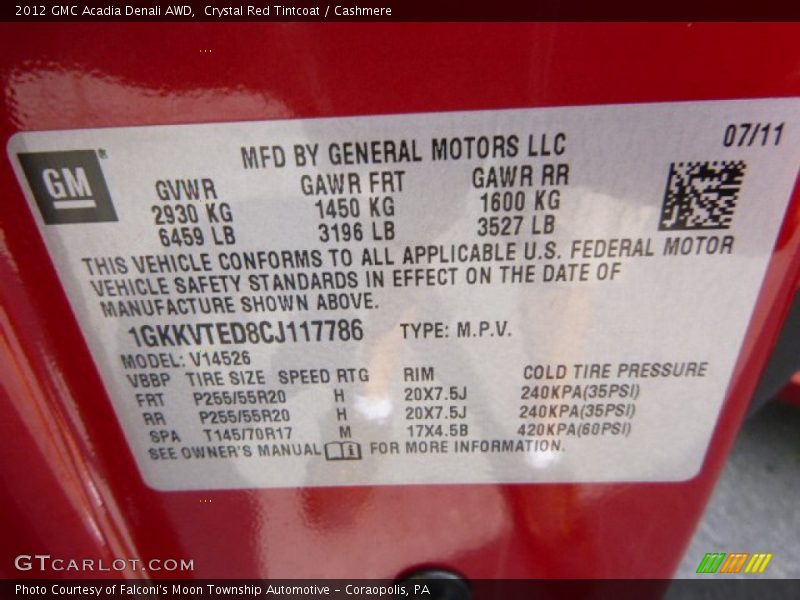 2012 GMC Acadia Denali AWD,  Crystal Red Tintcoat / Cashmere
07/11
GM
MFD BY GENERAL MOTORS LLC
GVWR GAWR FRT GAWR RR
2930 KG 1450 KG 1600 KG
6459 LB 3196 LB 3527 LB
THIS VEHICLE CONFORMS TO ALL APPLICABLE U.S. FEDERAL MOTOR
VEHICLE SAFETY STANDARDS IN EFFECT ON THE DATE OF
MANUFACTURE SHOWN ABOVE.
1GKKVTED8CJ117786 TYPE: M.P.V.
MODEL: V14526
VBBP TIRE SIZE SPEED RTG RIM COLD TIRE PRESSURE
FRT P255/55R20 H 20X7.5J 240KPA(35PSI)
RR P255/55R20 H 20X7.5J 240KPA(35PSI)
SPA T145/70R17 M 17X4.5B 420KPA(60PSI)
SEE OWNER'S MANUAL FOR MORE INFORMATION.
GTCARLOT.COM
Photo Courtesy of Falconi's Moon Township Automotive - Coraopolis, PA